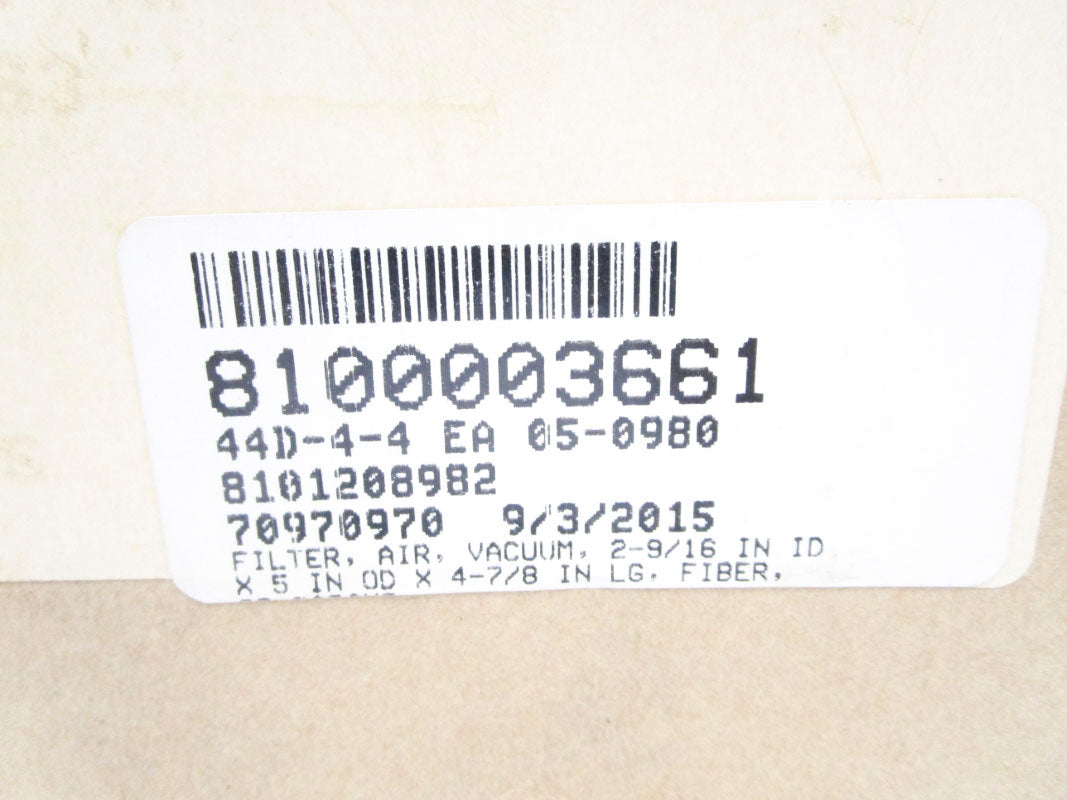 8100003661
44D-4-4 EA 05-0980
8101208982
70970970 9/3/2015
FILTER, AIR, VACUUM, 2-9/16 IN ID
X 5 IN OD X 4-7/8 IN LG, FIBER,